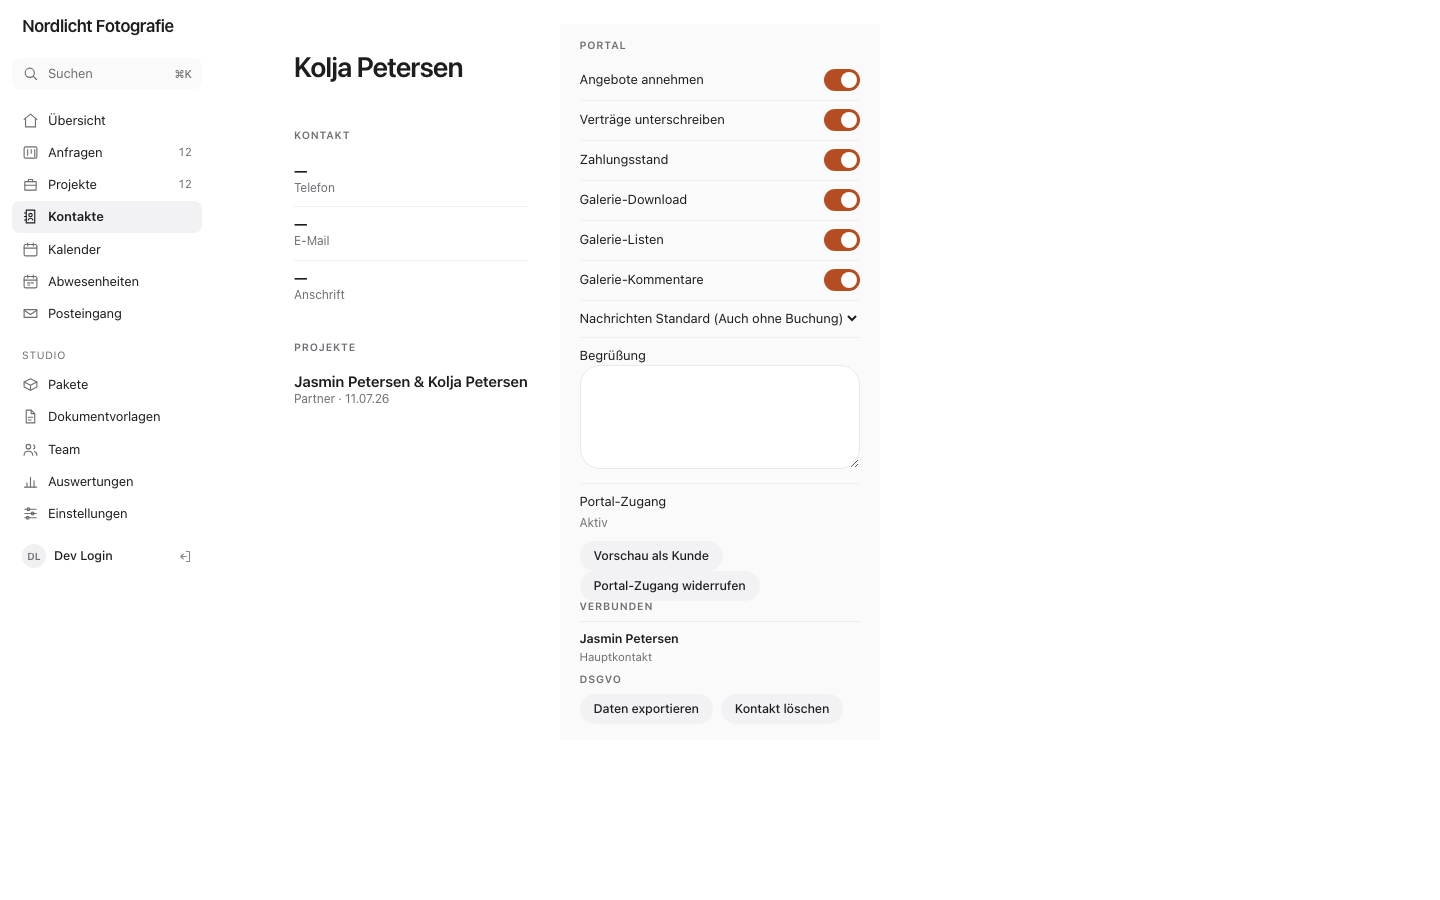 Nordlicht Fotografie
Suchen ⌘K
Übersicht
Anfragen 12
Projekte 12
Kontakte
Kalender
Abwesenheiten
Posteingang
STUDIO
Pakete
Dokumentvorlagen
Team
Auswertungen
Einstellungen
DL Dev Login
Kolja Petersen
KONTAKT
—
Telefon
—
E-Mail
—
Anschrift
PROJEKTE
Jasmin Petersen & Kolja Petersen
Partner · 11.07.26
PORTAL
Angebote annehmen
Verträge unterschreiben
Zahlungsstand
Galerie-Download
Galerie-Listen
Galerie-Kommentare
Nachrichten Standard (Auch ohne Buchung)
Begrüßung
Portal-Zugang
Aktiv
Vorschau als Kunde
Portal-Zugang widerrufen
VERBUNDEN
Jasmin Petersen
Hauptkontakt
DSGVO
Daten exportieren Kontakt löschen